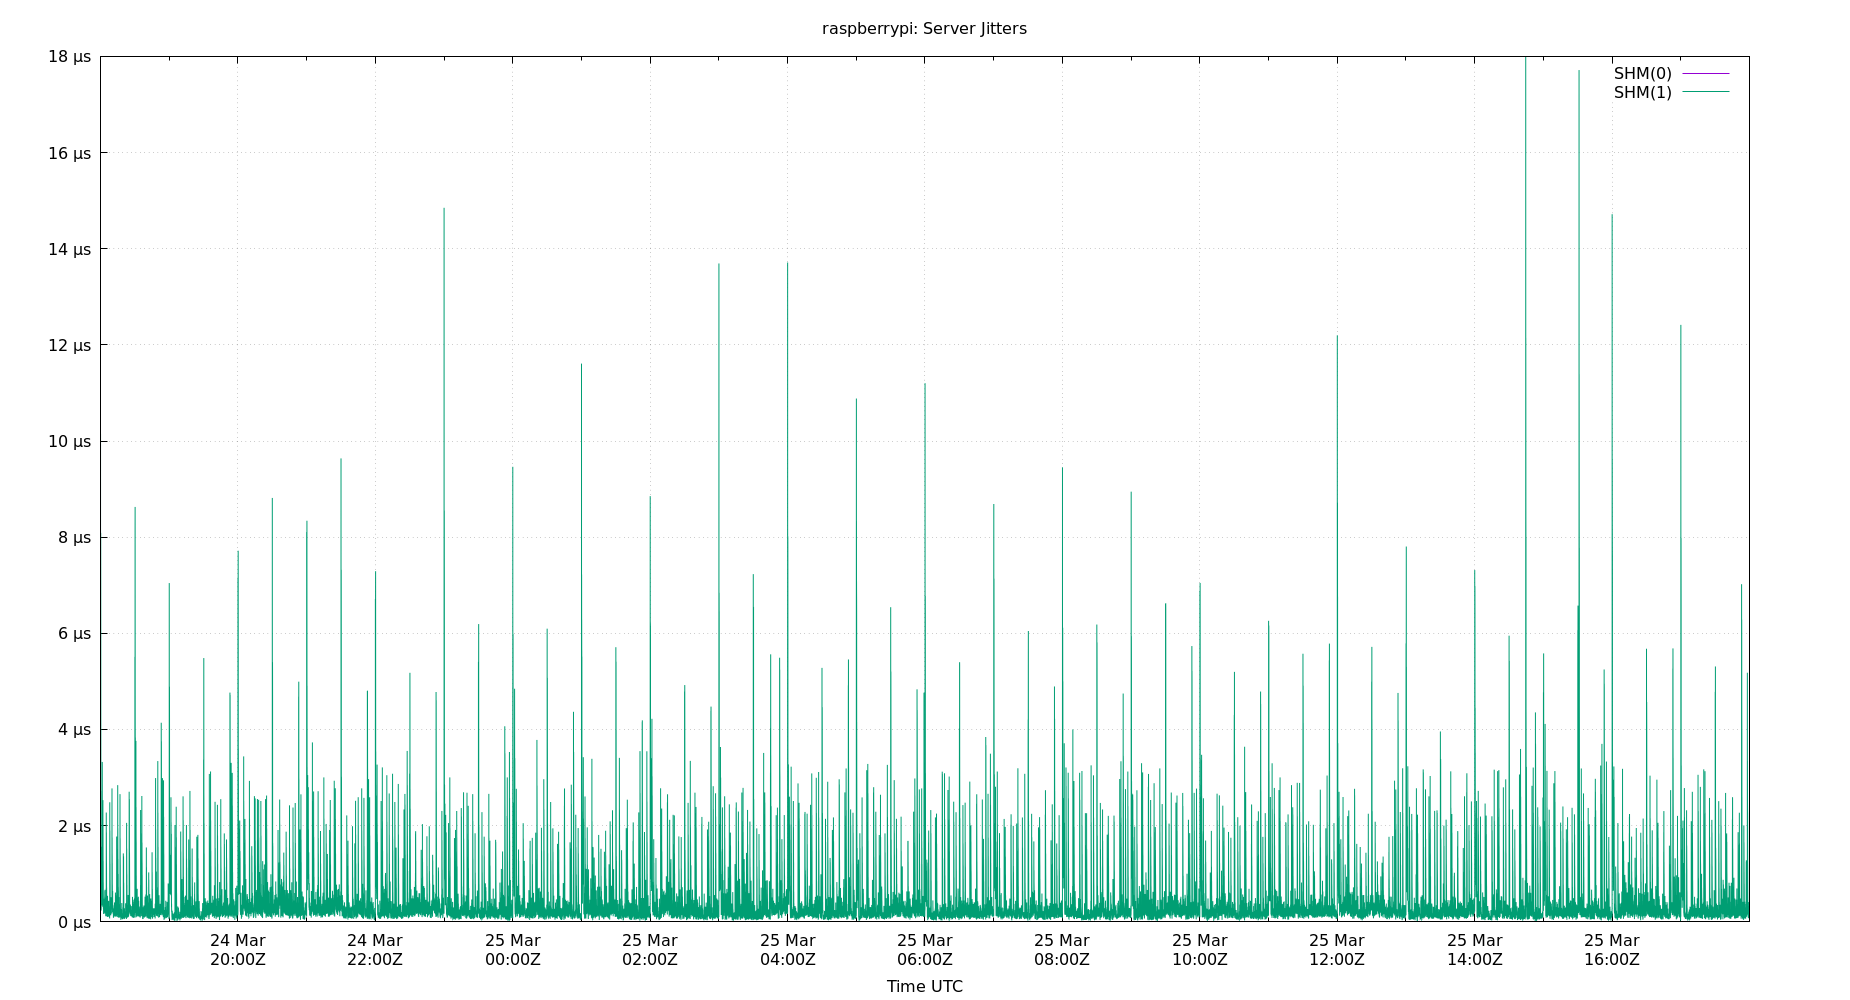 raspberrypi: Server Jitters
18 µs
SHM(0)
SHM(1)
16 µs
14 µs
12 µs
10 µs
8 µs
6 µs
4 µs
2 µs
0 µs
24 Mar 24 Mar 25 Mar 25 Mar 25 Mar 25 Mar 25 Mar 25 Mar 25 Mar 25 Mar 25 Mar
20:00Z 22:00Z 00:00Z 02:00Z 04:00Z 06:00Z 08:00Z 10:00Z 12:00Z 14:00Z 16:00Z
Time UTC